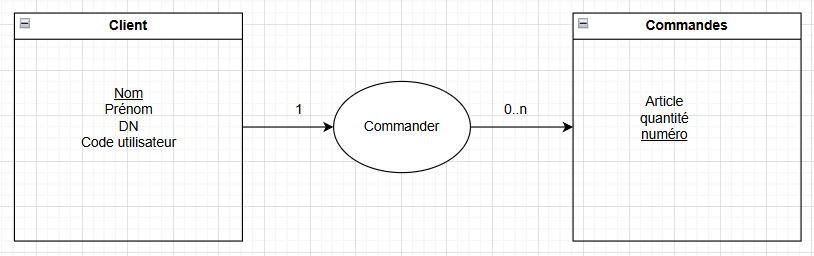 Client
Nom
Prénom
DN
Code utilisateur
1
Commander
0..n
Commandes
Article
quantité
numéro